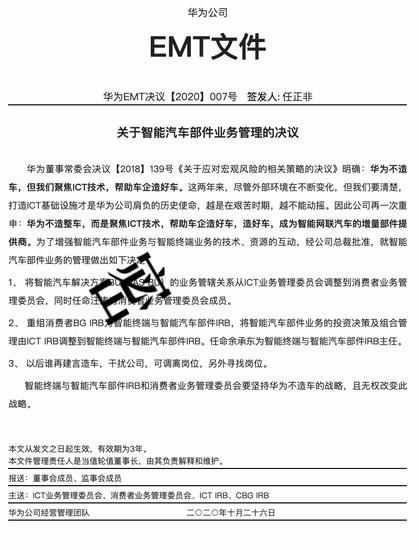 华为公司
EMT文件
华为EMT决议【2020】007号 签发人: 任正非
关于智能汽车部件业务管理的决议
华为董事常委会决议【2018】139号《关于应对宏观风险的相关策略的决议》明确：华为不造
车，但我们聚焦ICT技术，帮助车企造好车。这两年来，尽管外部环境在不断变化，但我们要清楚，
打造ICT基础设施才是华为公司肩负的历史使命，越是在艰苦时期，越不能动摇。因此公司再一次重
申：华为不造整车，而是聚焦ICT技术，帮助车企造好车，造好车，成为智能网联汽车的增量部件提
供商。为了增强智能汽车部件业务与智能终端业务的技术、资源的互动，经公司总裁批准，就智能
汽车部件业务的管理做出如下决定
密
1、 将智能汽车解决方案BU 的业务管辖关系从ICT业务管理委员会调整到消费者业务管
理委员会，同时任命汪 消费者业务管理委员会成员。
2、 重组消费者BG IRB为智能终端与智能汽车部件IRB，将智能汽车部件业务的投资决策及组合管
理由ICT IRB调整到智能终端与智能汽车部件IRB。任命余承东为智能终端与智能汽车部件IRB主任。
3、 以后谁再建言造车，干扰公司，可调离岗位，另外寻找岗位。
智能终端与智能汽车部件IRB和消费者业务管理委员会要坚持华为不造车的战略，且无权改变此
战略。
本文从发文之日起生效，有效期为3年。
本文件管理责任人是当值轮值董事长，由其负责解释和维护。
报送：董事会成员、监事会成员
主送：ICT业务管理委员会、消费者业务管理委员会、ICT IRB、CBG IRB
华为公司经营管理团队 二〇二〇年十月二十六日